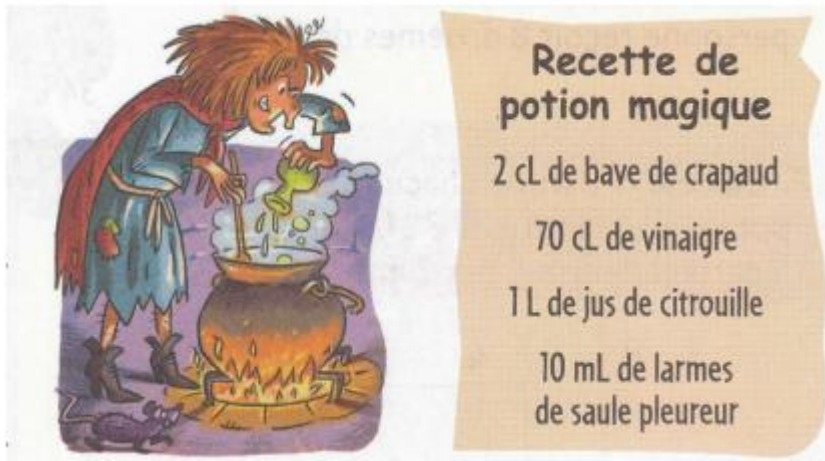 Recette de
potion magique
2 cL de bave de crapaud
70 cL de vinaigre
1 L de jus de citrouille
10 mL de larmes
de saule pleureur